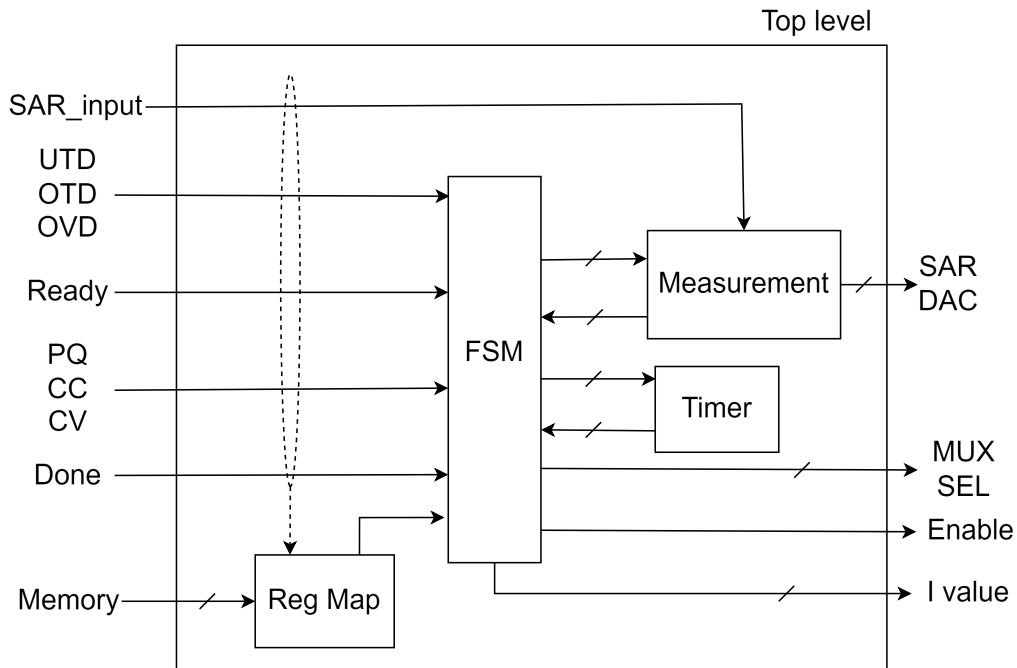 Top level
SAR_input
UTD
OTD
OVD
Ready
PQ
CC
CV
Done
Memory
Reg Map
FSM
Measurement
Timer
SAR
DAC
MUX
SEL
Enable
I value